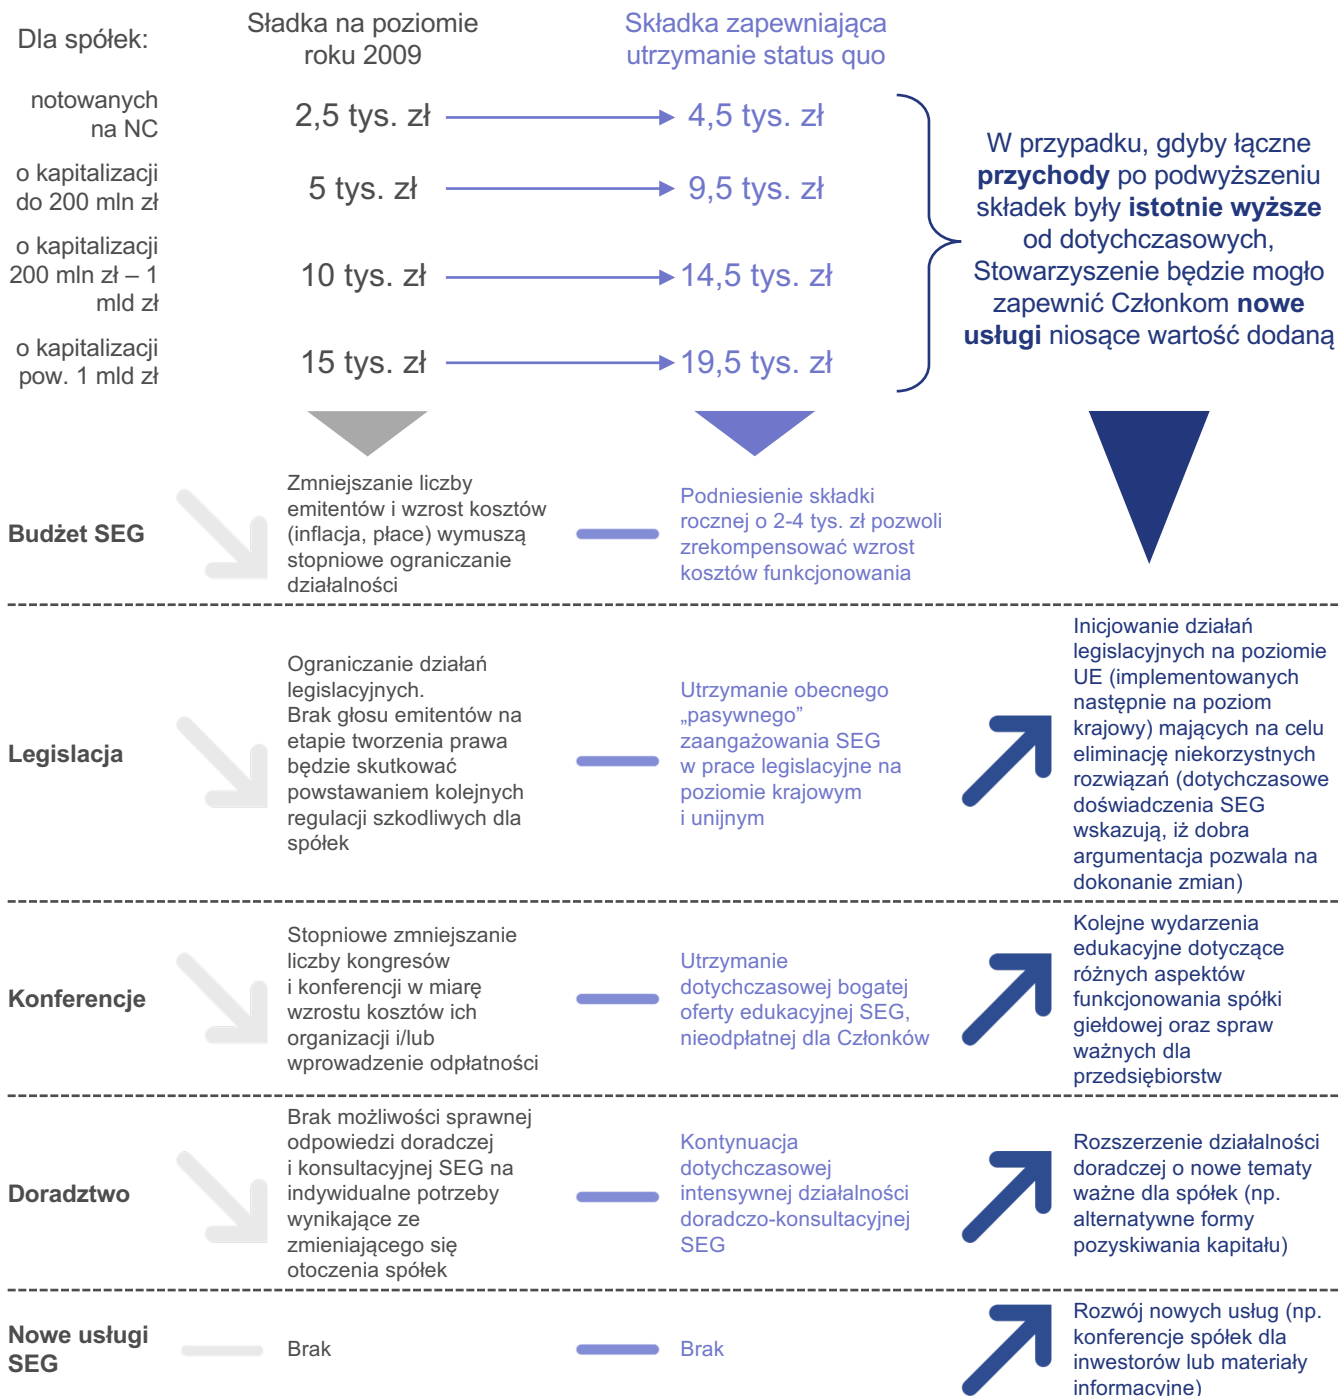 Dla spółek:
Sładka na poziomie
roku 2009
Składka zapewniająca
utrzymanie status quo
notowanych
na NC
2,5 tys. zł
4,5 tys. zł
o kapitalizacji
do 200 mln zł
5 tys. zł
9,5 tys. zł
o kapitalizacji
200 mln zł – 1
mld zł
10 tys. zł
14,5 tys. zł
o kapitalizacji
pow. 1 mld zł
15 tys. zł
19,5 tys. zł
W przypadku, gdyby łączne
przychody po podwyższeniu
składek były istotnie wyższe
od dotychczasowych,
Stowarzyszenie będzie mogło
zapewnić Członkom nowe
usługi niosące wartość dodaną
Budżet SEG
Zmniejszanie liczby
emitentów i wzrost kosztów
(inflacja, płace) wymuszą
stopniowe ograniczanie
działalności
Podniesienie składki
rocznej o 2-4 tys. zł pozwoli
zrekompensować wzrost
kosztów funkcjonowania
Legislacja
Ograniczanie działań
legislacyjnych.
Brak głosu emitentów na
etapie tworzenia prawa
będzie skutkować
powstawaniem kolejnych
regulacji szkodliwych dla
spółek
Utrzymanie obecnego
„pasywnego”
zaangażowania SEG
w prace legislacyjne na
poziomie krajowym
i unijnym
Inicjowanie działań
legislacyjnych na poziomie
UE (implementowanych
następnie na poziom
krajowy) mających na celu
eliminację niekorzystnych
rozwiązań (dotychczasowe
doświadczenia SEG
wskazują, iż dobra
argumentacja pozwala na
dokonanie zmian)
Konferencje
Stopniowe zmniejszanie
liczby kongresów
i konferencji w miarę
wzrostu kosztów ich
organizacji i/lub
wprowadzenie odpłatności
Utrzymanie
dotychczasowej bogatej
oferty edukacyjnej SEG,
nieodpłatnej dla Członków
Kolejne wydarzenia
edukacyjne dotyczące
różnych aspektów
funkcjonowania spółki
giełdowej oraz spraw
ważnych dla
przedsiębiorstw
Doradztwo
Brak możliwości sprawnej
odpowiedzi doradczej
i konsultacyjnej SEG na
indywidualne potrzeby
wynikające ze
zmieniającego się
otoczenia spółek
Kontynuacja
dotychczasowej
intensywnej działalności
doradczo-konsultacyjnej
SEG
Rozszerzenie działalności
doradczej o nowe tematy
ważne dla spółek (np.
alternatywne formy
pozyskiwania kapitału)
Nowe usługi
SEG
Brak
Brak
Rozwój nowych usług (np.
konferencje spółek dla
inwestorów lub materiały
informacyjne)